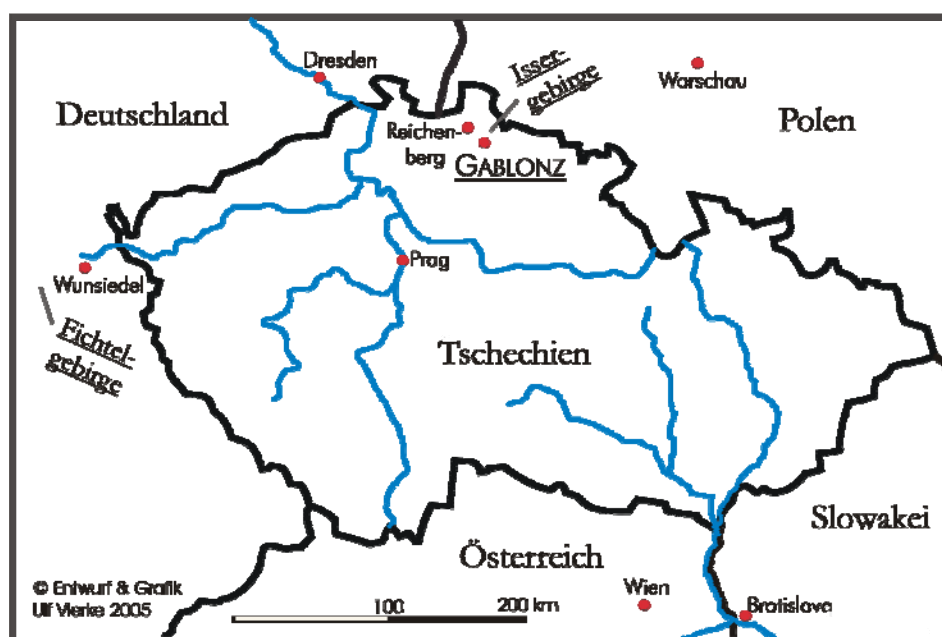 Dresden
Isser-
gebirge
Warschau
Deutschland
Reichen-
berg
GABLONZ
Polen
Prag
Wunsiedel
Fichtel-
gebirge
Tschechien
Slowakei
Österreich
Wien
Bratislava
© Entwurf & Grafik
Ulf Vierke 2005
100
200 km